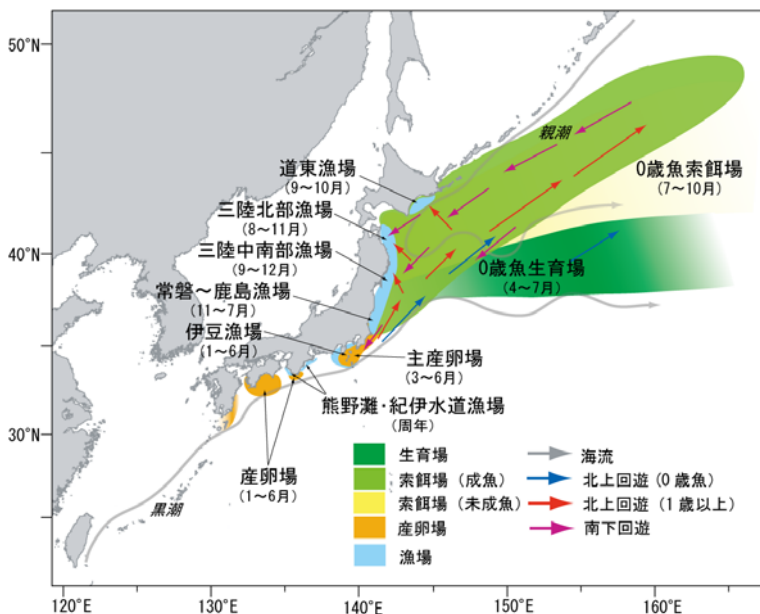 50°N
親潮
道東漁場
(9～10月)
0歳魚索餌場
(7～10月)
三陸北部漁場
(8～11月)
40°N
三陸中南部漁場
(9～12月)
0歳魚生育場
(4～7月)
常磐～鹿島漁場
(11～7月)
伊豆漁場
(1～6月)
主産卵場
(3～6月)
熊野灘・紀伊水道漁場
(周年)
30°N
産卵場
(1～6月)
黒潮
生育場
索餌場(成魚)
索餌場(未成魚)
産卵場
漁場
海流
北上回遊(0歳魚)
北上回遊(1歳以上)
南下回遊
120°E
130°E
140°E
150°E
160°E